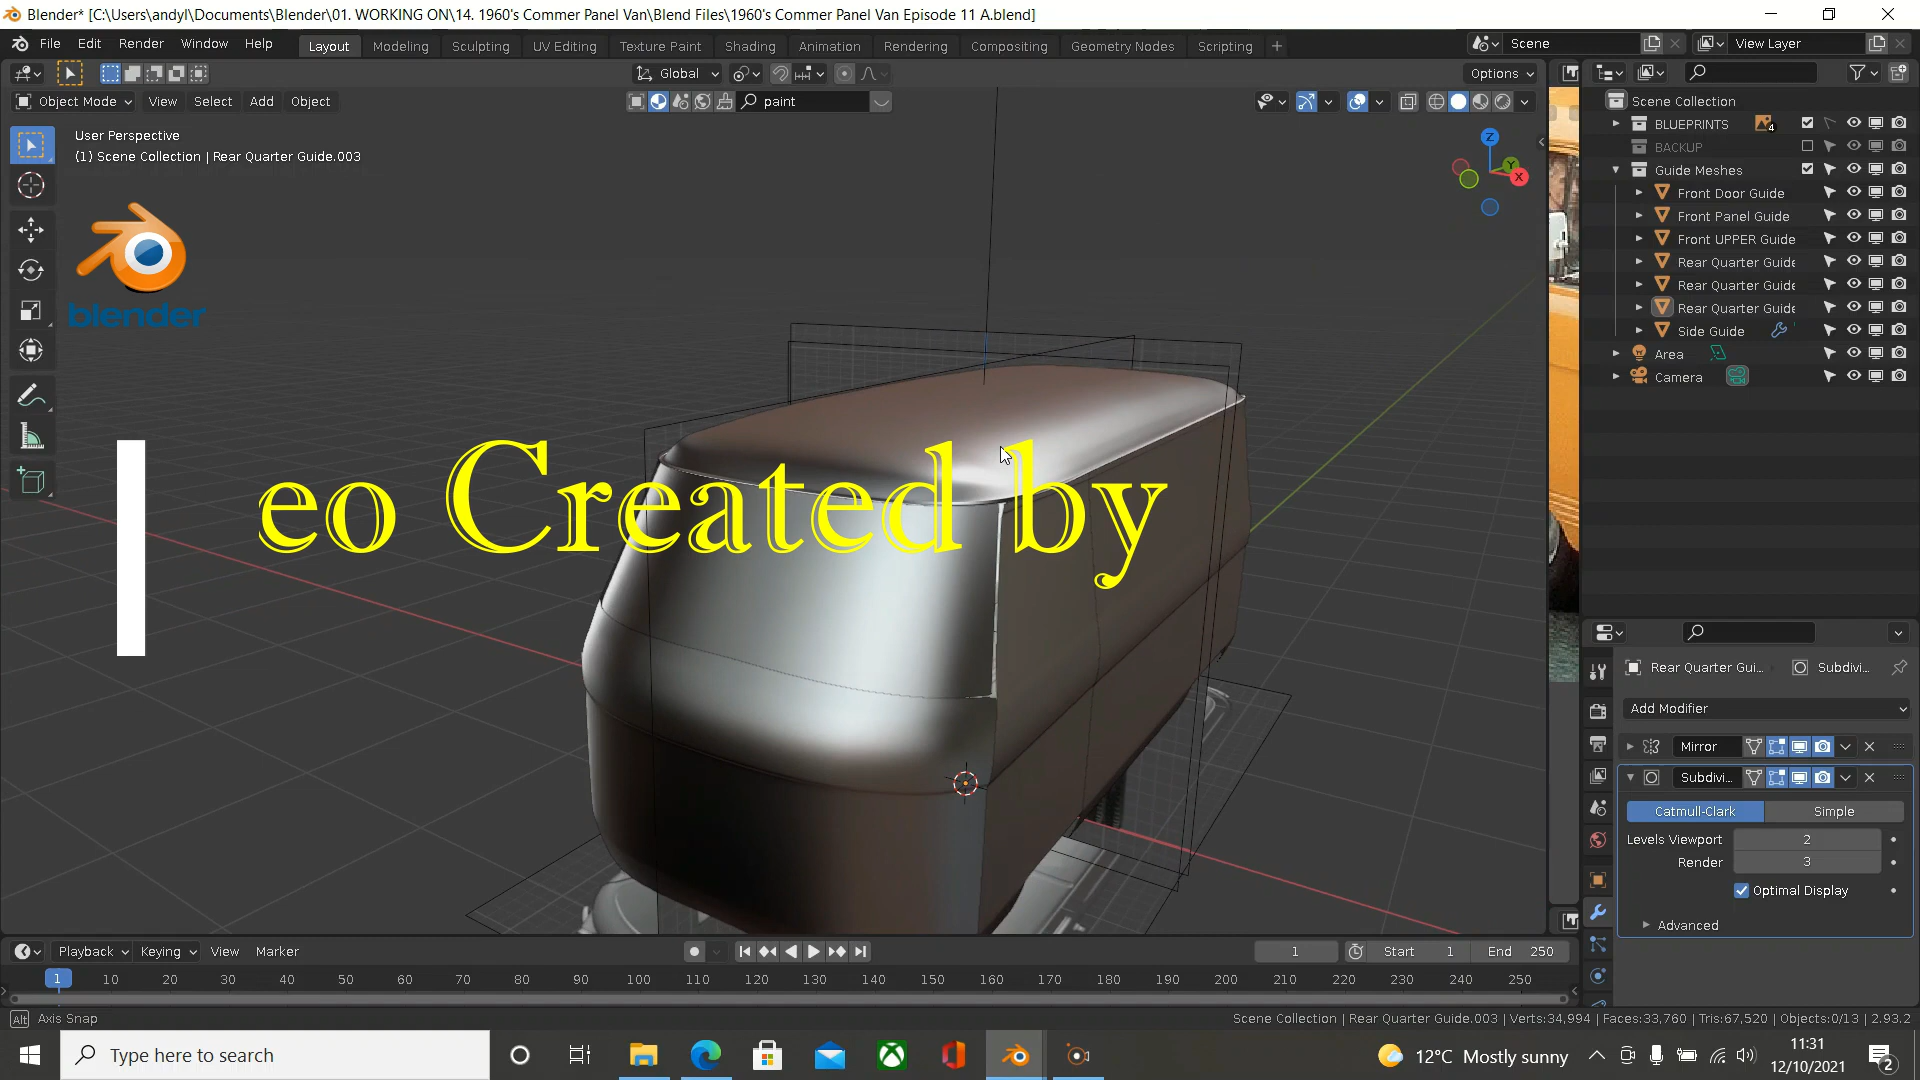 Blender* [C:\Users\andyl\Documents\Blender\01. WORKING ON\14. 1960's Commer Panel Van\Blend Files\1960's Commer Panel Van Episode 11 A.blend]
File Edit Render Window Help Layout Modeling Sculpting UV Editing Texture Paint Shading Animation Rendering Compositing Geometry Nodes Scripting + Scene View Layer
Global Options
Object Mode View Select Add Object paint
User Perspective
(1) Scene Collection | Rear Quarter Guide.003
blender
eo Created by
Scene Collection
BLUEPRINTS 4
BACKUP
Guide Meshes
Front Door Guide
Front Panel Guide
Front UPPER Guide
Rear Quarter Guide
Rear Quarter Guide
Rear Quarter Guide
Side Guide
Area
Camera
Z
Y
X
Rear Quarter Gui... Subdivi...
Add Modifier
Mirror
Subdivi...
Catmull-Clark Simple
Levels Viewport 2
Render 3
Optimal Display
Advanced
Playback Keying View Marker 1 Start 1 End 250
1 10 20 30 40 50 60 70 80 90 100 110 120 130 140 150 160 170 180 190 200 210 220 230 240 250
Alt Axis Snap Scene Collection | Rear Quarter Guide.003 | Verts:34,994 | Faces:33,760 | Tris:67,520 | Objects:0/13 | 2.93.2
Type here to search 12°C Mostly sunny 11:31
12/10/2021 2